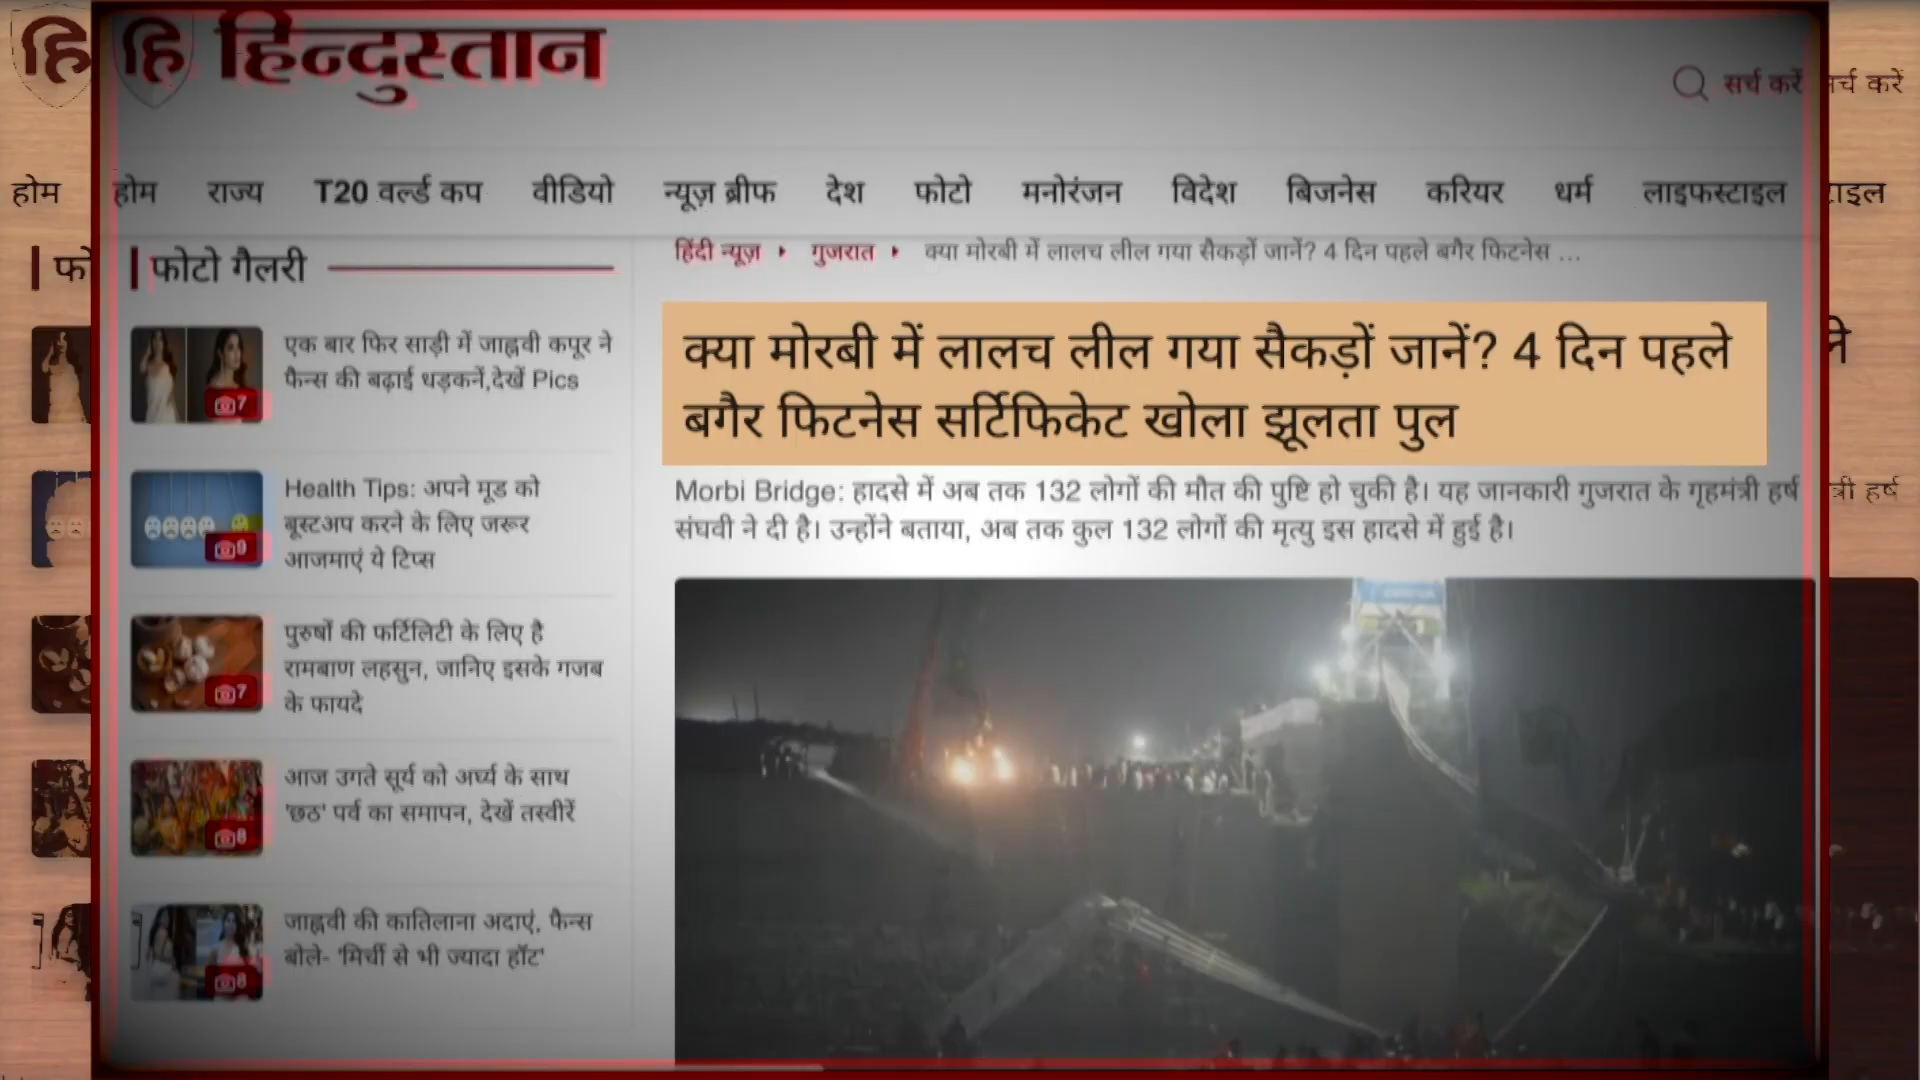 हि हि हिन्दुस्तान
सर्च करें
र्च करें
होम
होम राज्य T20 वर्ल्ड कप वीडियो न्यूज़ ब्रीफ देश फोटो मनोरंजन विदेश बिजनेस करियर धर्म लाइफस्टाइल
टाइल
फो
फोटो गैलरी
हिंदी न्यूज़ गुजरात क्या मोरबी में लालच लील गया सैकड़ों जानें? 4 दिन पहले बगैर फिटनेस ...
क्या मोरबी में लालच लील गया सैकड़ों जानें? 4 दिन पहले
बगैर फिटनेस सर्टिफिकेट खोला झूलता पुल
Morbi Bridge: हादसे में अब तक 132 लोगों की मौत की पुष्टि हो चुकी है। यह जानकारी गुजरात के गृहमंत्री हर्ष
त्री हर्ष
संघवी ने दी है। उन्होंने बताया, अब तक कुल 132 लोगों की मृत्यु इस हादसे में हुई है।
एक बार फिर साड़ी में जाह्नवी कपूर ने
फैन्स की बढ़ाई धड़कनें,देखें Pics
7
Health Tips: अपने मूड को
बूस्टअप करने के लिए जरूर
आजमाएं ये टिप्स
9
पुरुषों की फर्टिलिटी के लिए है
रामबाण लहसुन, जानिए इसके गजब
के फायदे
7
आज उगते सूर्य को अर्घ्य के साथ
'छठ' पर्व का समापन, देखें तस्वीरें
8
जाह्नवी की कातिलाना अदाएं, फैन्स
बोले- 'मिर्ची से भी ज्यादा हॉट'
8